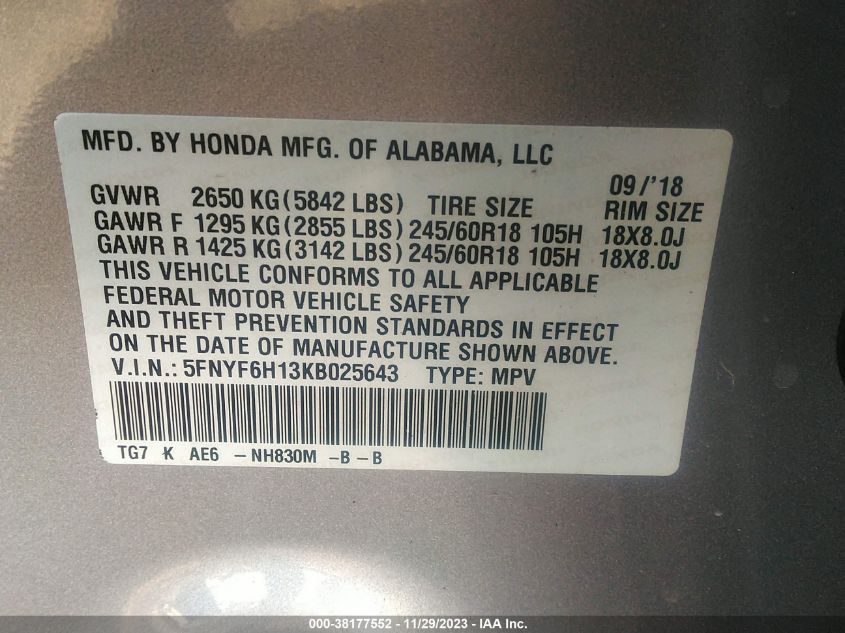 MFD. BY HONDA MFG. OF ALABAMA, LLC
09/'18
GVWR 2650 KG(5842 LBS) TIRE SIZE RIM SIZE
GAWR F 1295 KG(2855 LBS) 245/60R18 105H 18X8.0J
GAWR R 1425 KG(3142 LBS) 245/60R18 105H 18X8.0J
THIS VEHICLE CONFORMS TO ALL APPLICABLE
FEDERAL MOTOR VEHICLE SAFETY
AND THEFT PREVENTION STANDARDS IN EFFECT
ON THE DATE OF MANUFACTURE SHOWN ABOVE.
V.I.N.: 5FNYF6H13KB025643 TYPE: MPV
TG7 K AE6 - NH830M -B - B
000-38177552 - 11/29/2023 - IAA Inc.